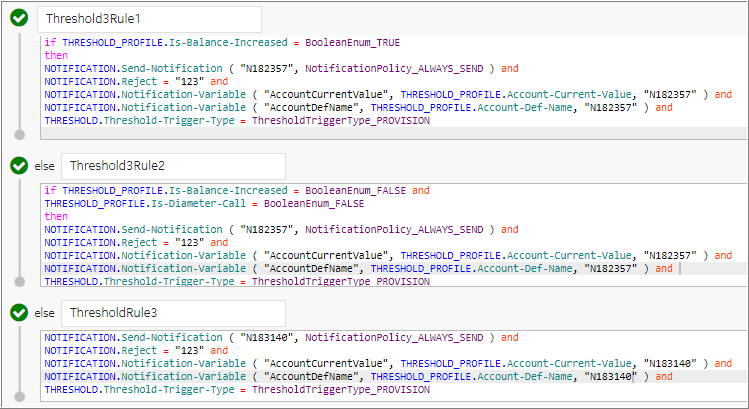 Threshold3Rule1
if THRESHOLD_PROFILE.Is-Balance-Increased = BooleanEnum_TRUE
then
NOTIFICATION.Send-Notification ( "N182357", NotificationPolicy_ALWAYS_SEND ) and
NOTIFICATION.Reject = "123" and
NOTIFICATION.Notification-Variable ( "AccountCurrentValue", THRESHOLD_PROFILE.Account-Current-Value, "N182357" ) and
NOTIFICATION.Notification-Variable ( "AccountDefName", THRESHOLD_PROFILE.Account-Def-Name, "N182357" ) and
THRESHOLD.Threshold-Trigger-Type = ThresholdTriggerType_PROVISION
else Threshold3Rule2
if THRESHOLD_PROFILE.Is-Balance-Increased = BooleanEnum_FALSE and
THRESHOLD_PROFILE.Is-Diameter-Call = BooleanEnum_FALSE
then
NOTIFICATION.Send-Notification ( "N182357", NotificationPolicy_ALWAYS_SEND ) and
NOTIFICATION.Reject = "123" and
NOTIFICATION.Notification-Variable ( "AccountCurrentValue", THRESHOLD_PROFILE.Account-Current-Value, "N182357" ) and
NOTIFICATION.Notification-Variable ( "AccountDefName", THRESHOLD_PROFILE.Account-Def-Name, "N182357" ) and
THRESHOLD.Threshold-Trigger-Type = ThresholdTriggerType_PROVISION
else ThresholdRule3
NOTIFICATION.Send-Notification ( "N183140", NotificationPolicy_ALWAYS_SEND ) and
NOTIFICATION.Reject = "123" and
NOTIFICATION.Notification-Variable ( "AccountCurrentValue", THRESHOLD_PROFILE.Account-Current-Value, "N183140" ) and
NOTIFICATION.Notification-Variable ( "AccountDefName", THRESHOLD_PROFILE.Account-Def-Name, "N183140" ) and
THRESHOLD.Threshold-Trigger-Type = ThresholdTriggerType_PROVISION